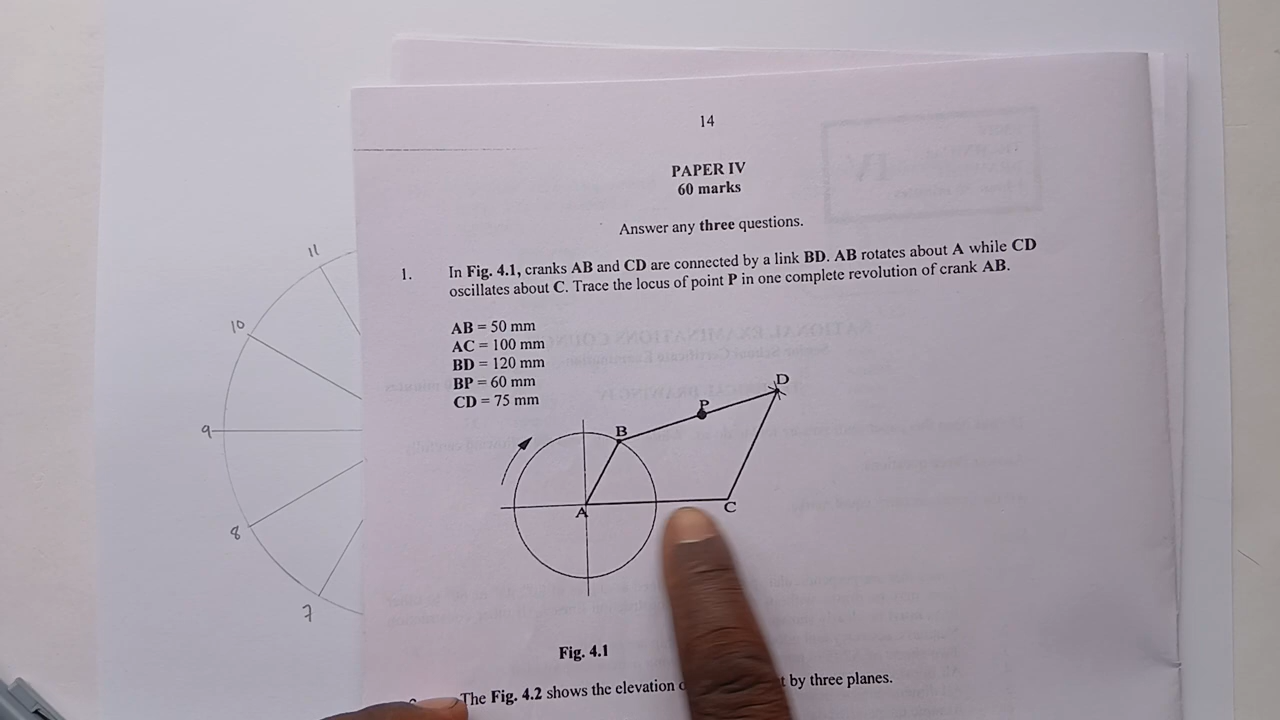 14
PAPER IV
60 marks
Answer any three questions.
1. In Fig. 4.1, cranks AB and CD are connected by a link BD. AB rotates about A while CD
oscillates about C. Trace the locus of point P in one complete revolution of crank AB.
AB = 50 mm
AC = 100 mm
BD = 120 mm
BP = 60 mm
CD = 75 mm
D
P
B
A
C
Fig. 4.1
The Fig. 4.2 shows the elevation by three planes.
11
10
9
8
7